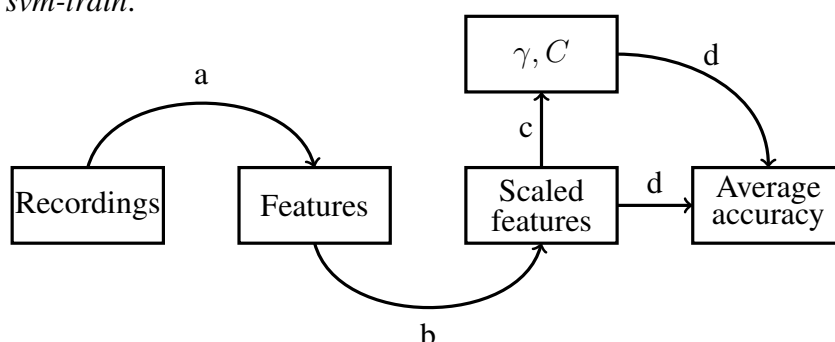 svm-train.
a
γ, C
d
c
Recordings
Features
Scaled
features
d
Average
accuracy
b